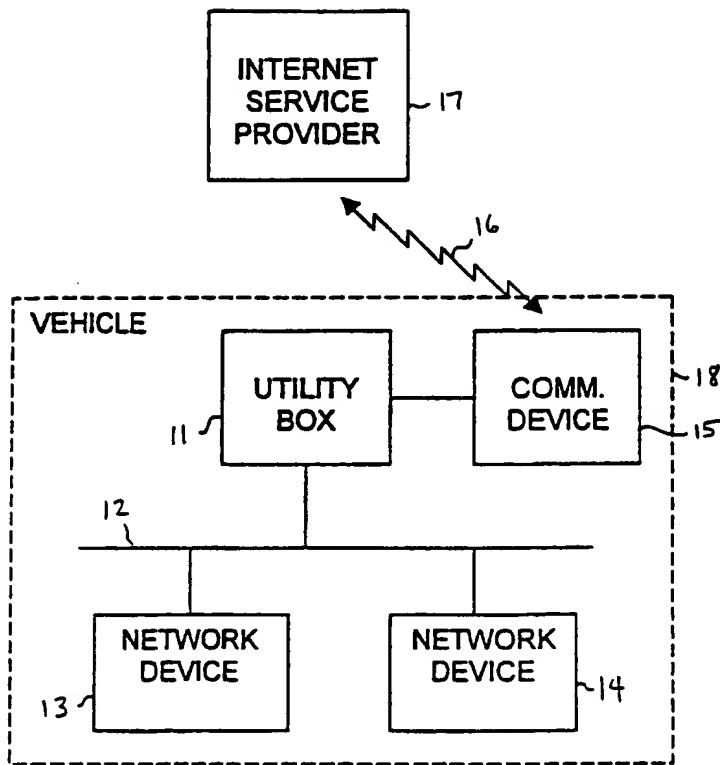 INTERNET
SERVICE
PROVIDER
17
16
VEHICLE
18
UTILITY
BOX
11
COMM.
DEVICE
15
12
NETWORK
DEVICE
13
NETWORK
DEVICE
14